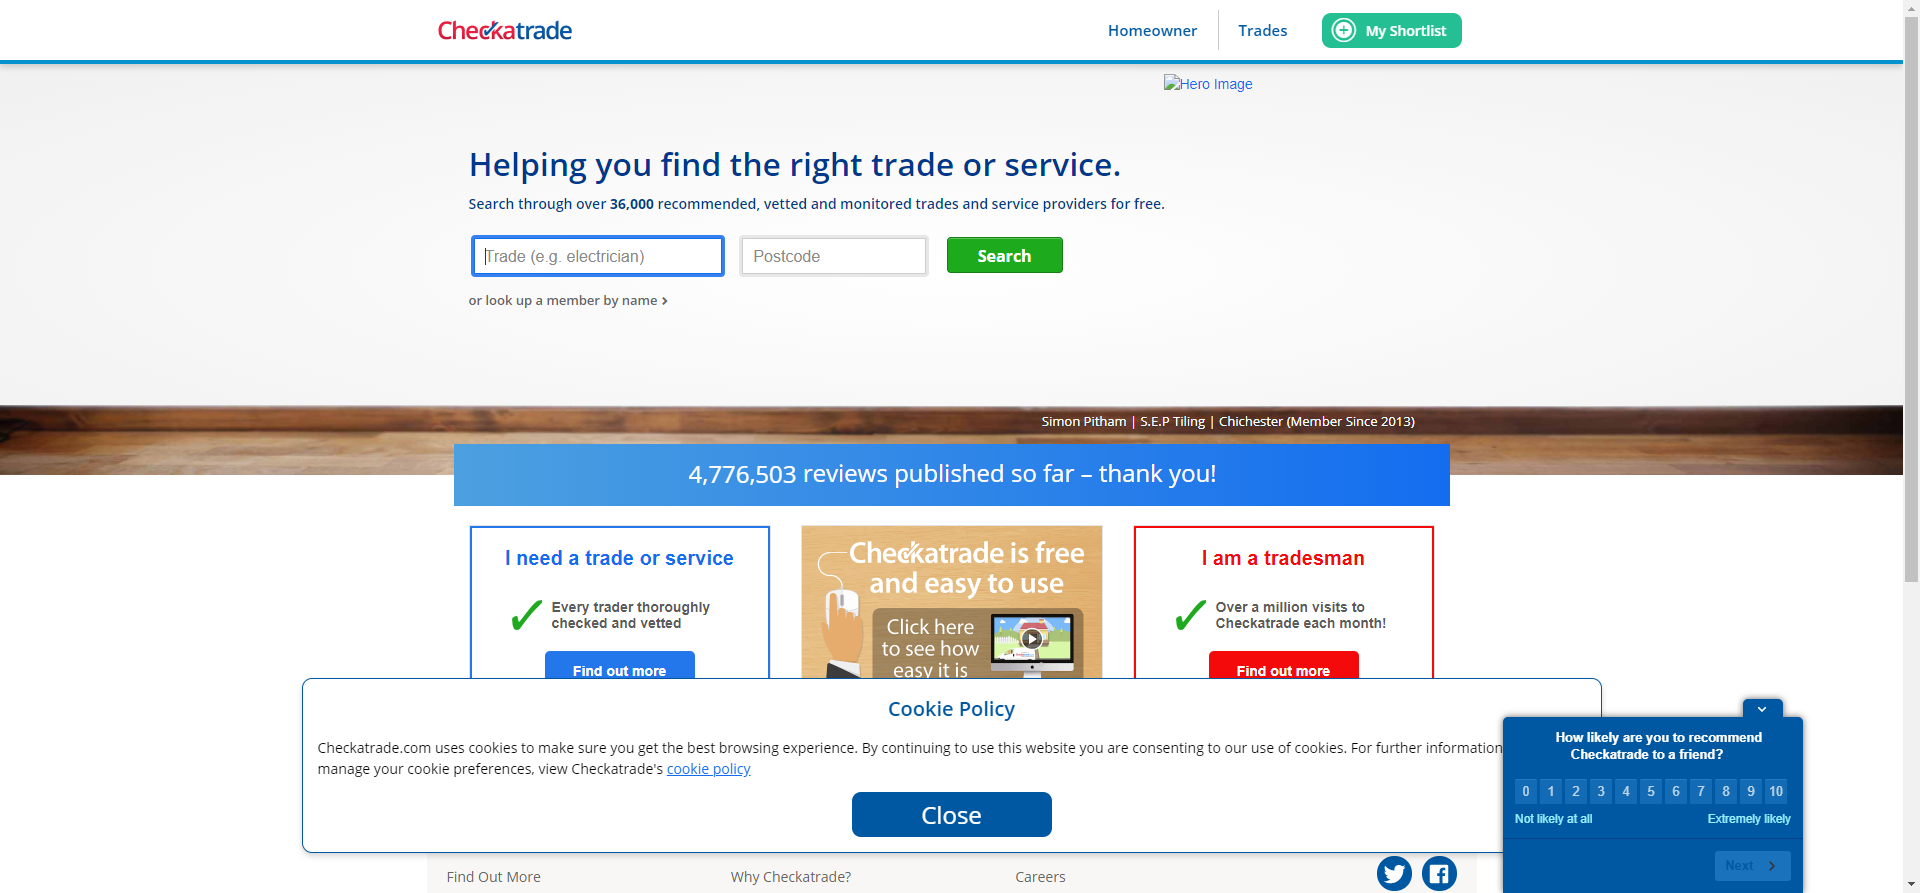 Checkatrade
Homeowner
Trades
My Shortlist
Hero Image
Helping you find the right trade or service.
Search through over 36,000 recommended, vetted and monitored trades and service providers for free.
Trade (e.g. electrician)
Postcode
Search
or look up a member by name
Simon Pitham | S.E.P Tiling | Chichester (Member Since 2013)
4,776,503 reviews published so far – thank you!
I need a trade or service
Every trader thoroughly
checked and vetted
Find out more
Checkatrade is free
and easy to use
Click here
to see how
easy it is
I am a tradesman
Over a million visits to
Checkatrade each month!
Find out more
Cookie Policy
Checkatrade.com uses cookies to make sure you get the best browsing experience. By continuing to use this website you are consenting to our use of cookies. For further information
manage your cookie preferences, view Checkatrade's cookie policy
Close
How likely are you to recommend
Checkatrade to a friend?
0 1 2 3 4 5 6 7 8 9 10
Not likely at all
Extremely likely
Next
Find Out More
Why Checkatrade?
Careers